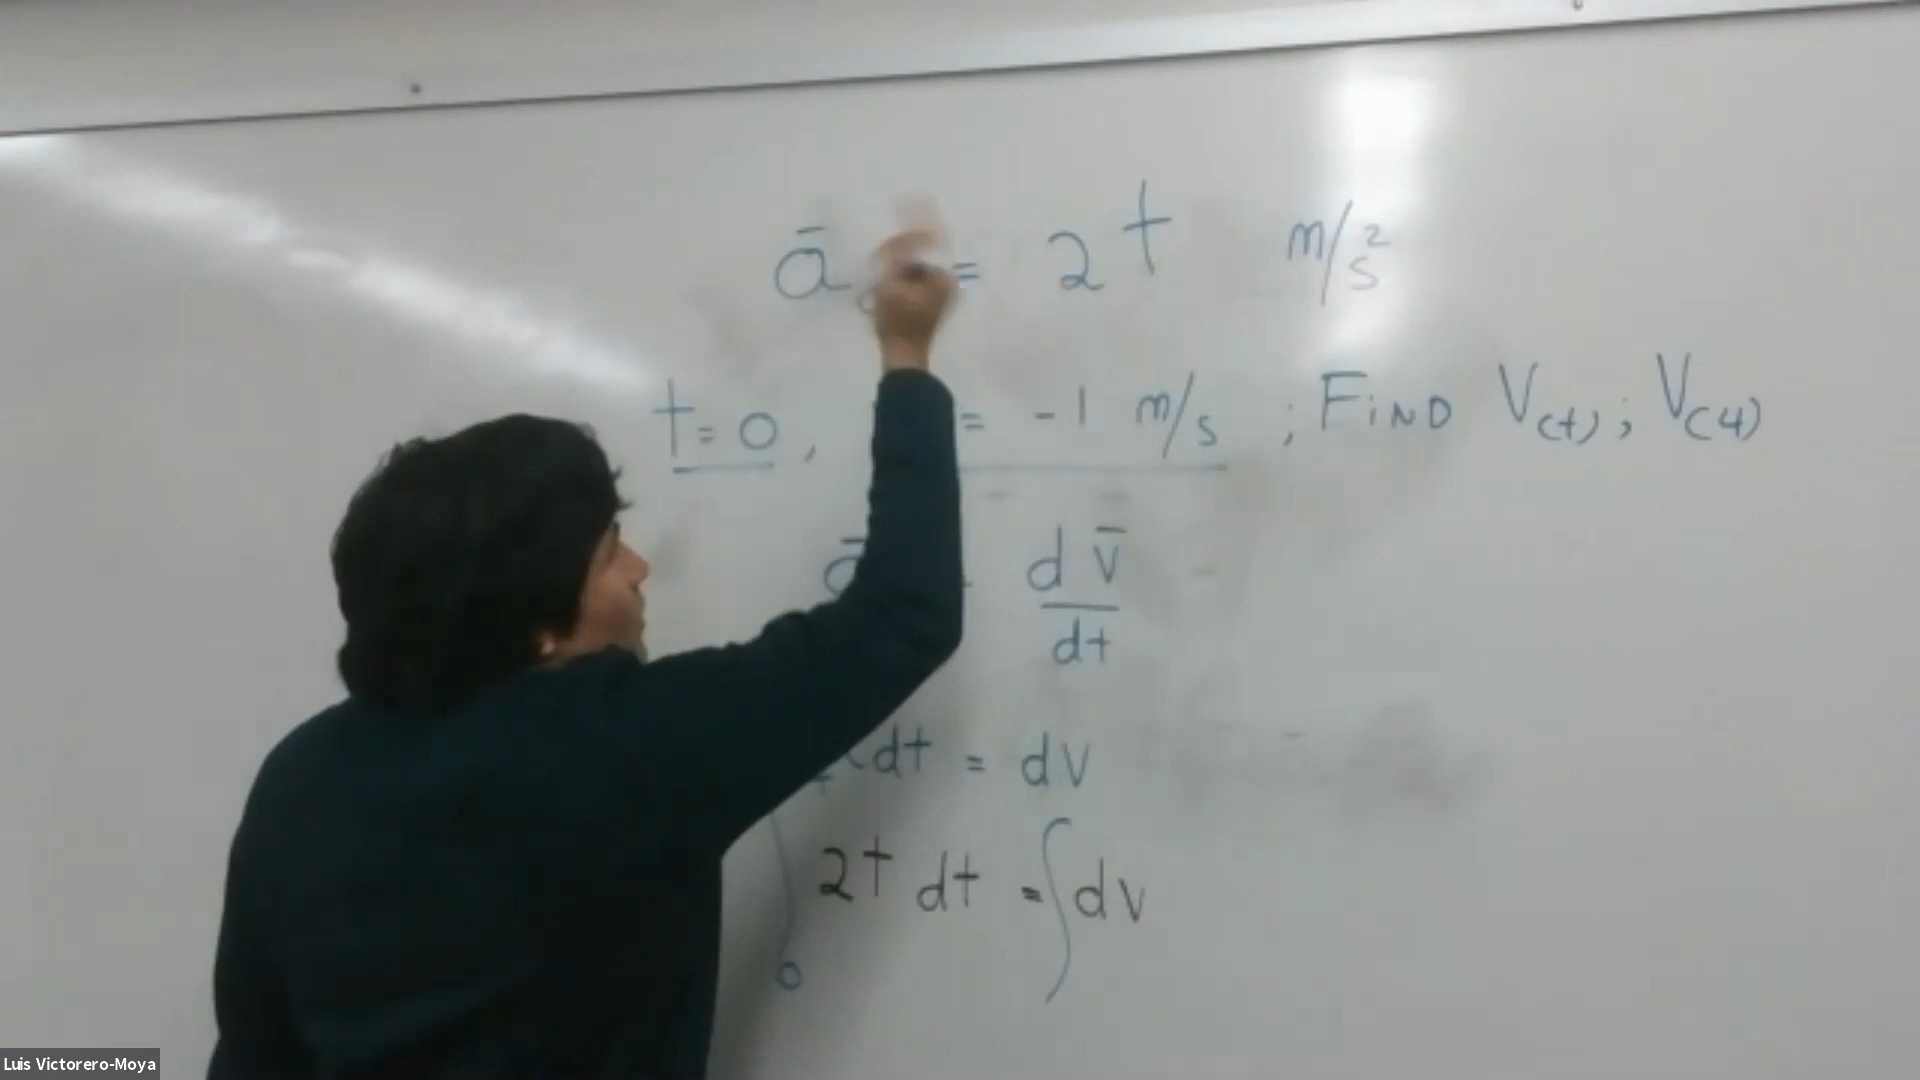 ā = 2t m/s²
t=0, = -1 m/s ; FiND V(t) ; V(4)
ā dv̄/dt
dt = dv
∫ 2t dt = ∫dv
0
Luis Victorero-Moya